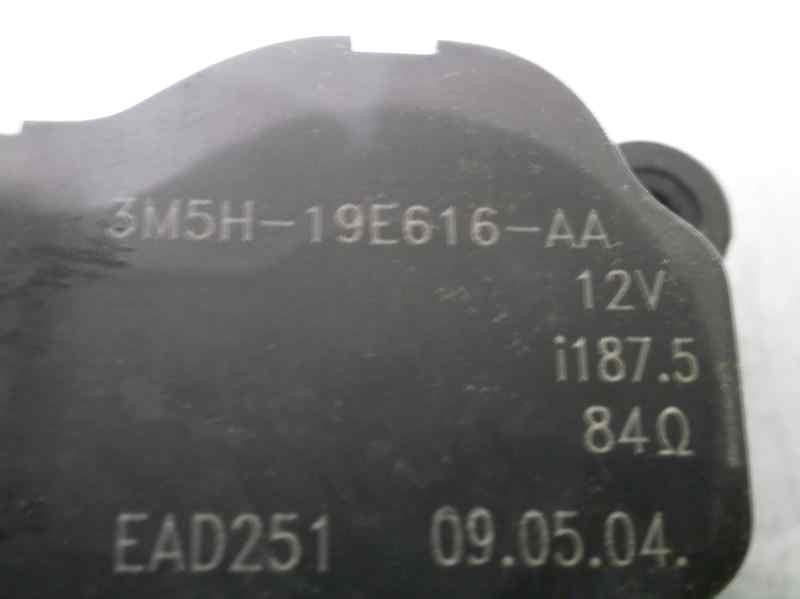 3M5H-19E616-AA
12V
i187.5
84Ω
EAD251 09.05.04.